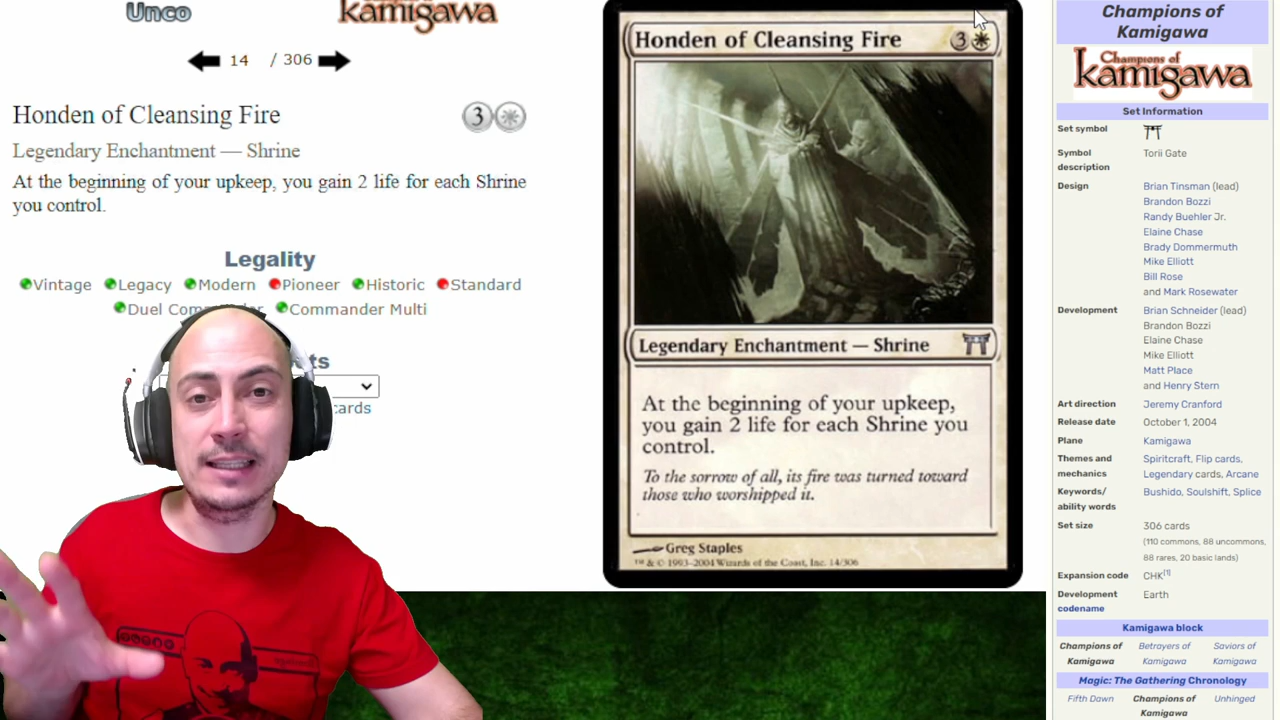 Unco
kamigawa
14 / 306
Honden of Cleansing Fire 3
Legendary Enchantment — Shrine
At the beginning of your upkeep, you gain 2 life for each Shrine
you control.
Legality
Vintage Legacy Modern Pioneer Historic Standard
Duel Com er Commander Multi
ts
cards
Honden of Cleansing Fire 3
Legendary Enchantment — Shrine
At the beginning of your upkeep,
you gain 2 life for each Shrine you
control.
To the sorrow of all, its fire was turned toward
those who worshipped it.
Greg Staples
™ & © 1993–2004 Wizards of the Coast, Inc. 14/306
Champions of
Kamigawa
Champions of
kamigawa
Set Information
Set symbol
Symbol description Torii Gate
Design Brian Tinsman (lead)
Brandon Bozzi
Randy Buehler Jr.
Elaine Chase
Brady Dommermuth
Mike Elliott
Bill Rose
and Mark Rosewater
Development Brian Schneider (lead)
Brandon Bozzi
Elaine Chase
Mike Elliott
Matt Place
and Henry Stern
Art direction Jeremy Cranford
Release date October 1, 2004
Plane Kamigawa
Themes and Spiritcraft, Flip cards,
mechanics Legendary cards, Arcane
Keywords/ Bushido, Soulshift, Splice
ability words
Set size 306 cards
(110 commons, 88 uncommons,
88 rares, 20 basic lands)
Expansion code CHK[1]
Development Earth
codename
Kamigawa block
Champions of Betrayers of Saviors of
Kamigawa Kamigawa Kamigawa
Magic: The Gathering Chronology
Fifth Dawn Champions of Unhinged
Kamigawa